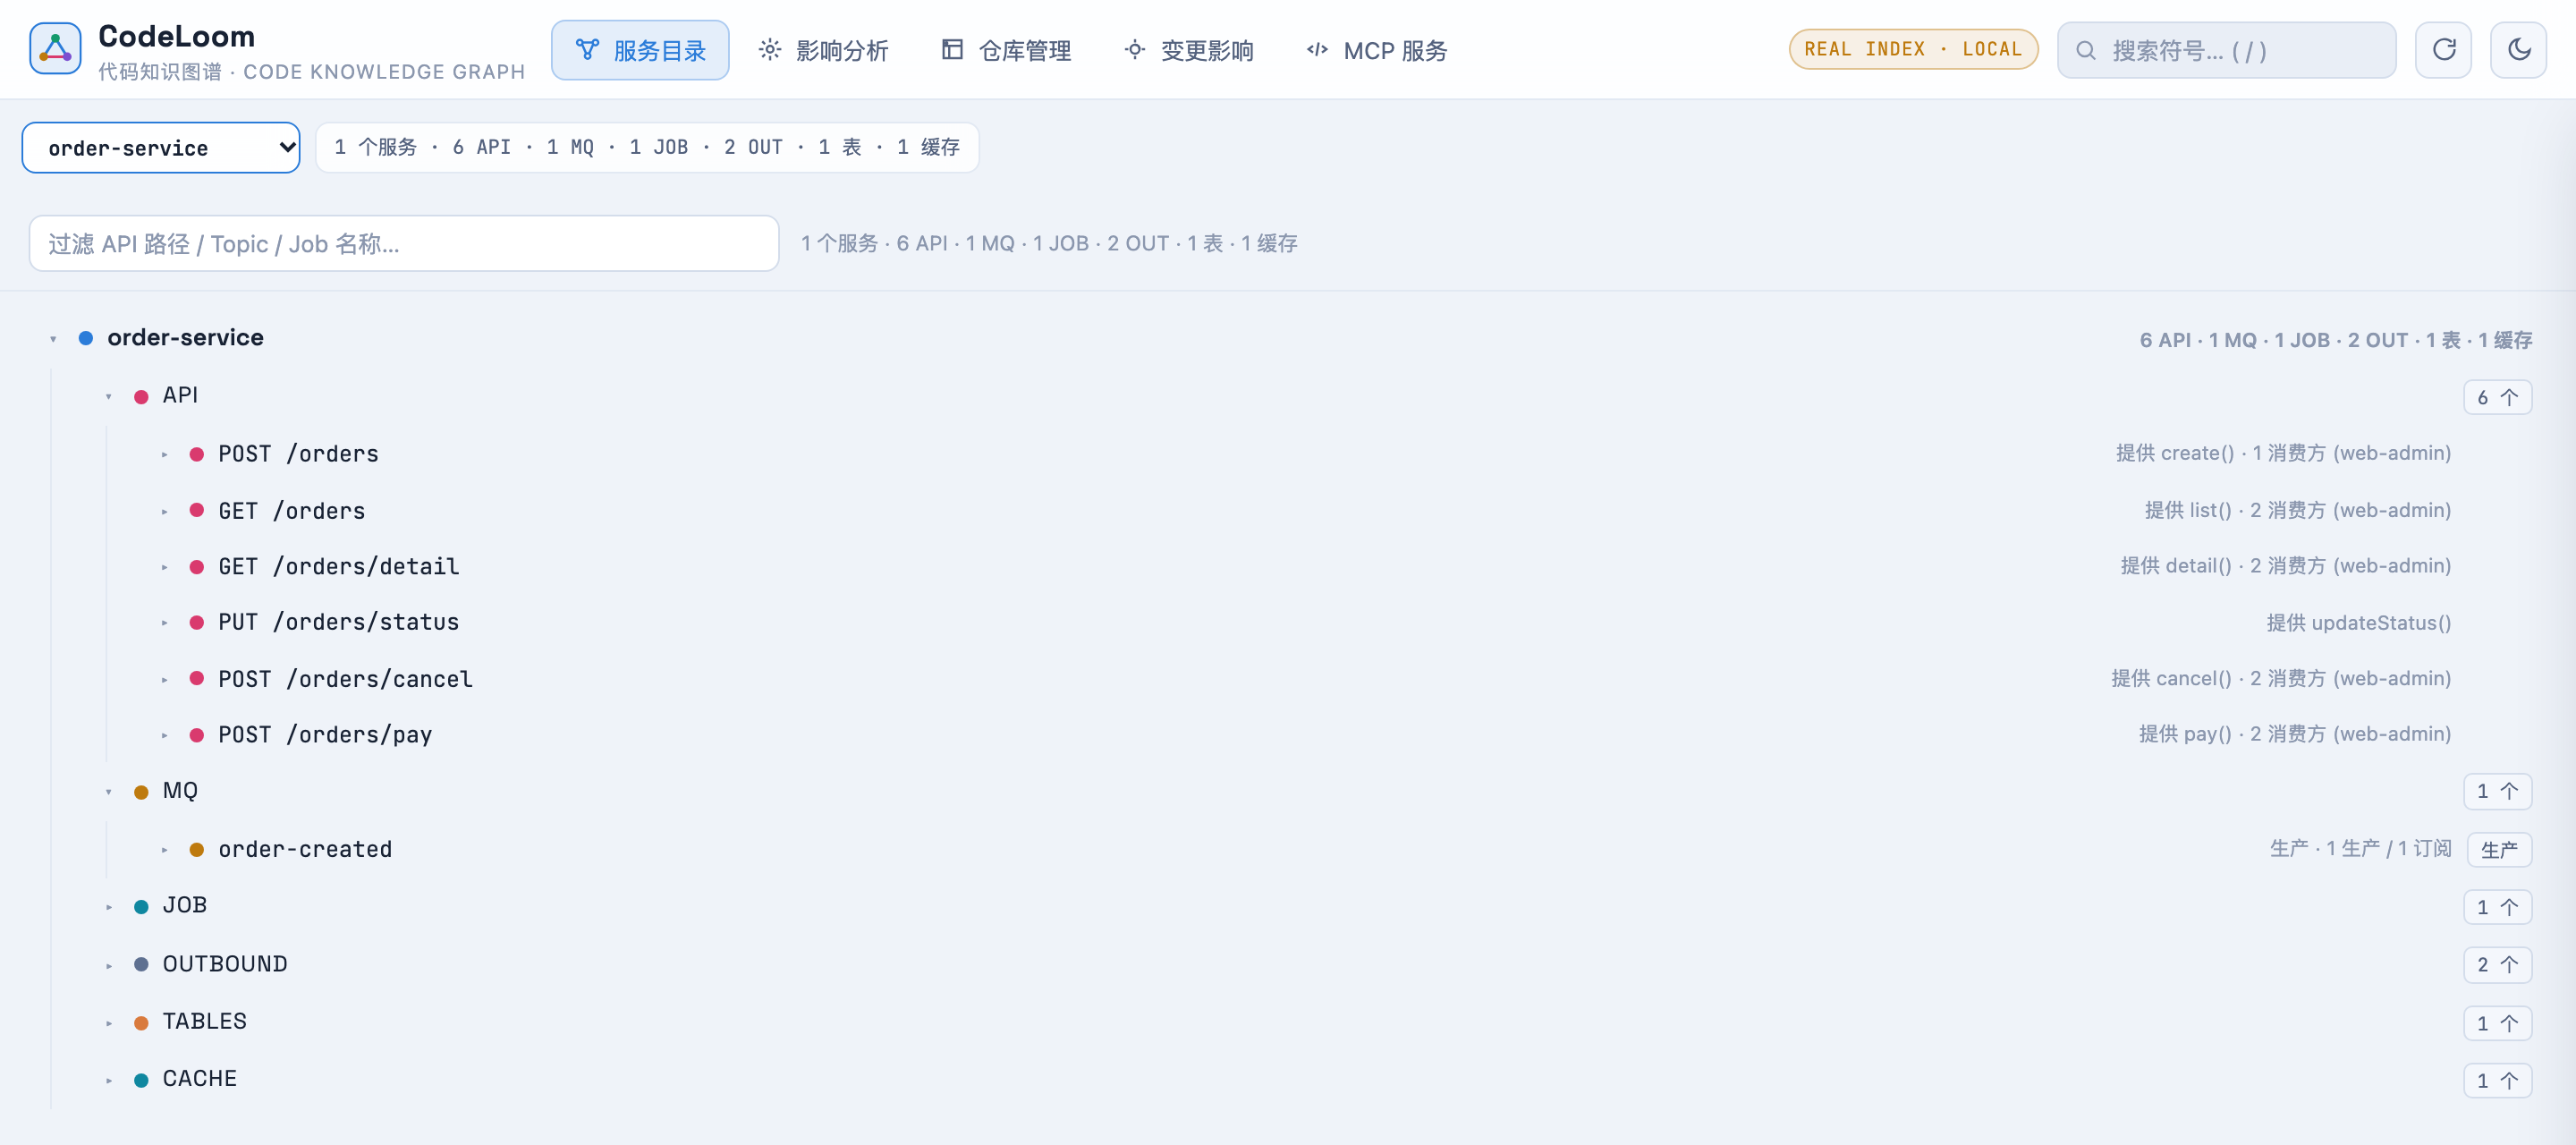 CodeLoom
代码知识图谱 · CODE KNOWLEDGE GRAPH
服务目录
影响分析
仓库管理
变更影响
MCP 服务
REAL INDEX · LOCAL
搜索符号... ( / )
order-service
1 个服务 · 6 API · 1 MQ · 1 JOB · 2 OUT · 1 表 · 1 缓存
过滤 API 路径 / Topic / Job 名称...
1 个服务 · 6 API · 1 MQ · 1 JOB · 2 OUT · 1 表 · 1 缓存
order-service
6 API · 1 MQ · 1 JOB · 2 OUT · 1 表 · 1 缓存
API
6 个
POST /orders
提供 create() · 1 消费方 (web-admin)
GET /orders
提供 list() · 2 消费方 (web-admin)
GET /orders/detail
提供 detail() · 2 消费方 (web-admin)
PUT /orders/status
提供 updateStatus()
POST /orders/cancel
提供 cancel() · 2 消费方 (web-admin)
POST /orders/pay
提供 pay() · 2 消费方 (web-admin)
MQ
1 个
order-created
生产 · 1 生产 / 1 订阅
生产
JOB
1 个
OUTBOUND
2 个
TABLES
1 个
CACHE
1 个